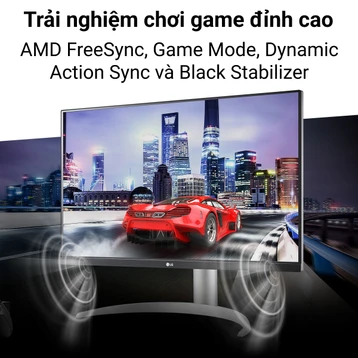 Trải nghiệm chơi game đỉnh cao
AMD FreeSync, Game Mode, Dynamic
Action Sync và Black Stabilizer
LG